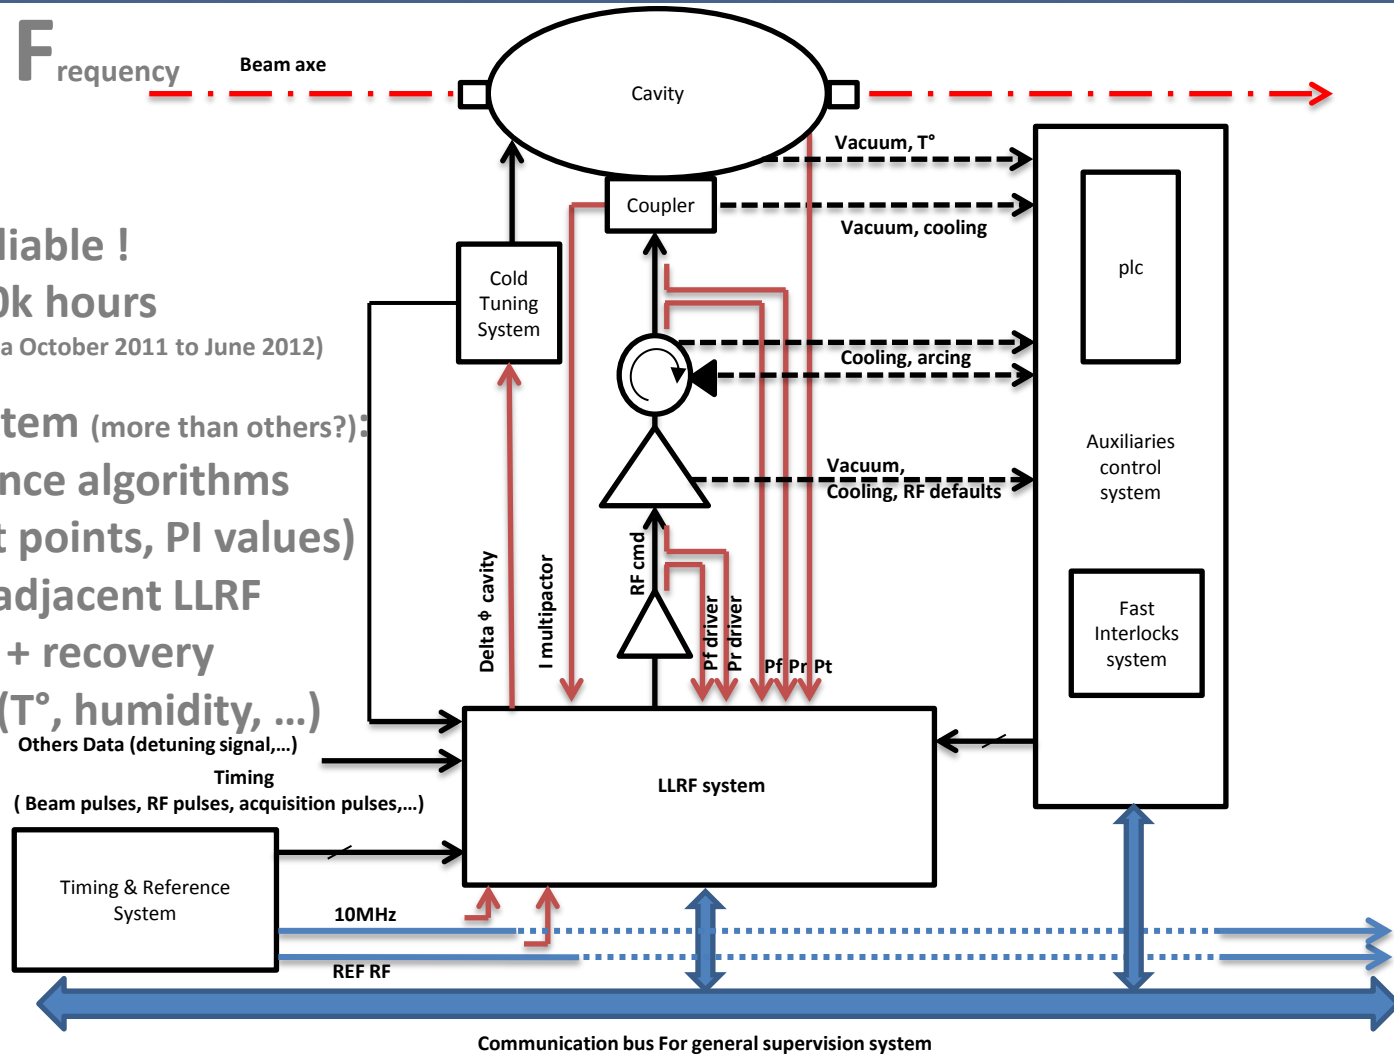 Frequency
Beam axe
Cavity
Vacuum, T°
Coupler
Vacuum, cooling
plc
liable !
0k hours
a October 2011 to June 2012)
Cold
Tuning
System
Cooling, arcing
tem (more than others?):
nce algorithms
t points, PI values)
adjacent LLRF
+ recovery
(T°, humidity, …)
Auxiliaries
control
system
Vacuum,
Cooling, RF defaults
RF cmd
Delta Φ cavity
I multipactor
Pf driver
Pr driver
Pf Pr Pt
Fast
Interlocks
system
Others Data (detuning signal,…)
Timing
( Beam pulses, RF pulses, acquisition pulses,…)
LLRF system
Timing & Reference
System
10MHz
REF RF
Communication bus For general supervision system